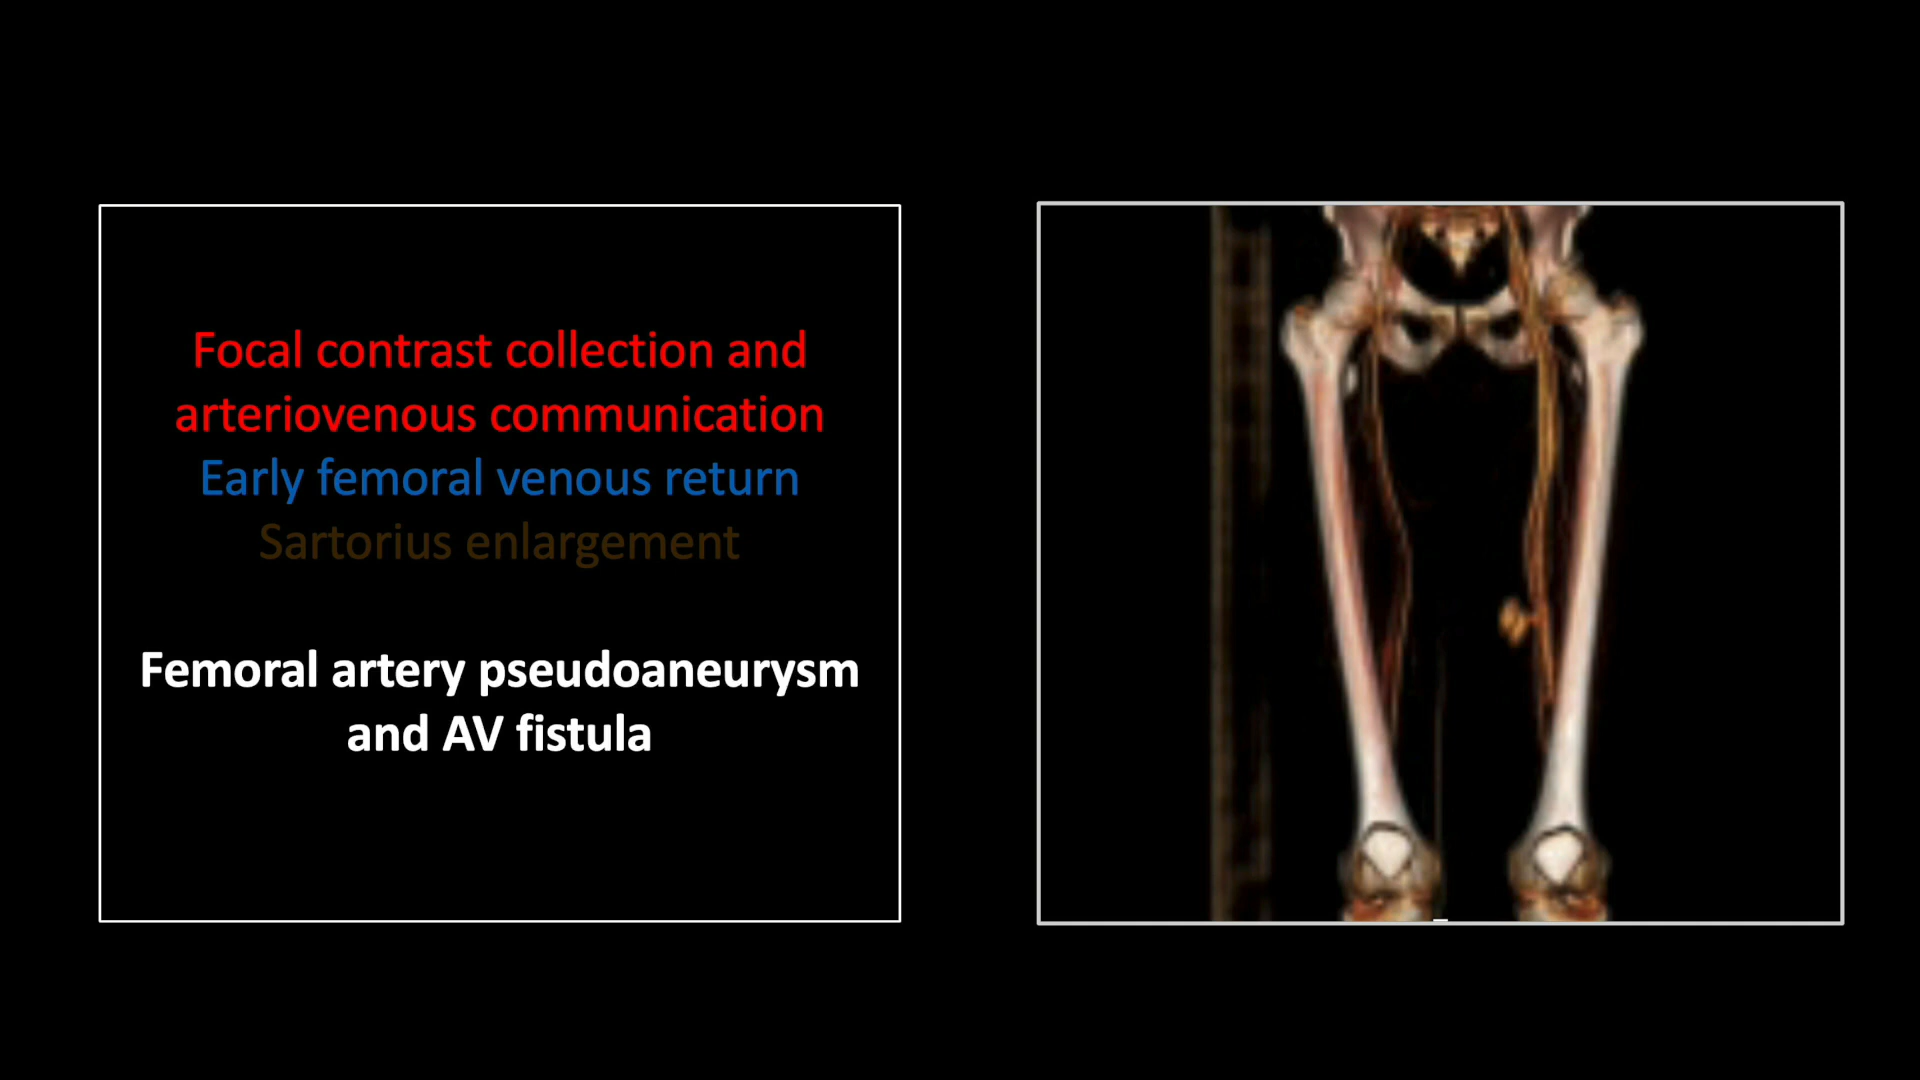 Focal contrast collection and
arteriovenous communication
Early femoral venous return
Sartorius enlargement
Femoral artery pseudoaneurysm
and AV fistula